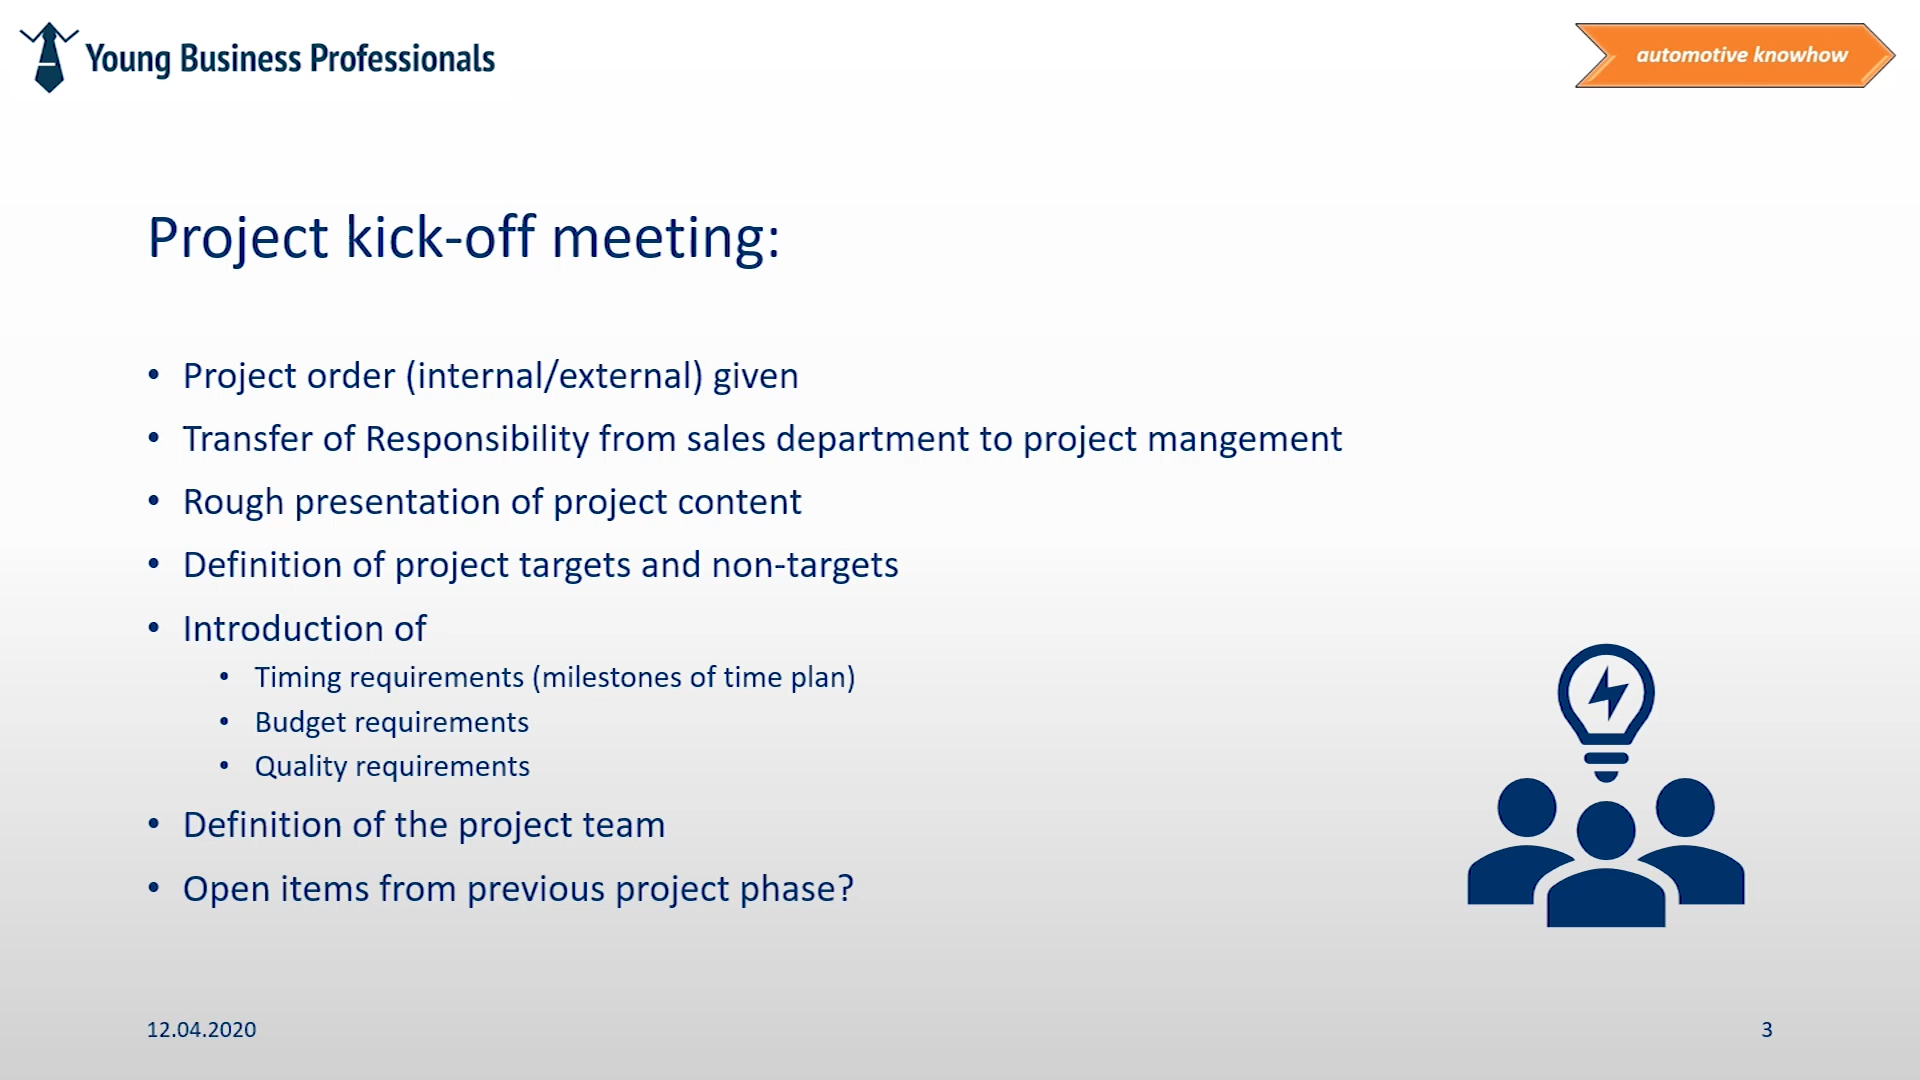 Young Business Professionals
automotive knowhow
Project kick-off meeting:
• Project order (internal/external) given
• Transfer of Responsibility from sales department to project mangement
• Rough presentation of project content
• Definition of project targets and non-targets
• Introduction of
• Timing requirements (milestones of time plan)
• Budget requirements
• Quality requirements
• Definition of the project team
• Open items from previous project phase?
12.04.2020
3